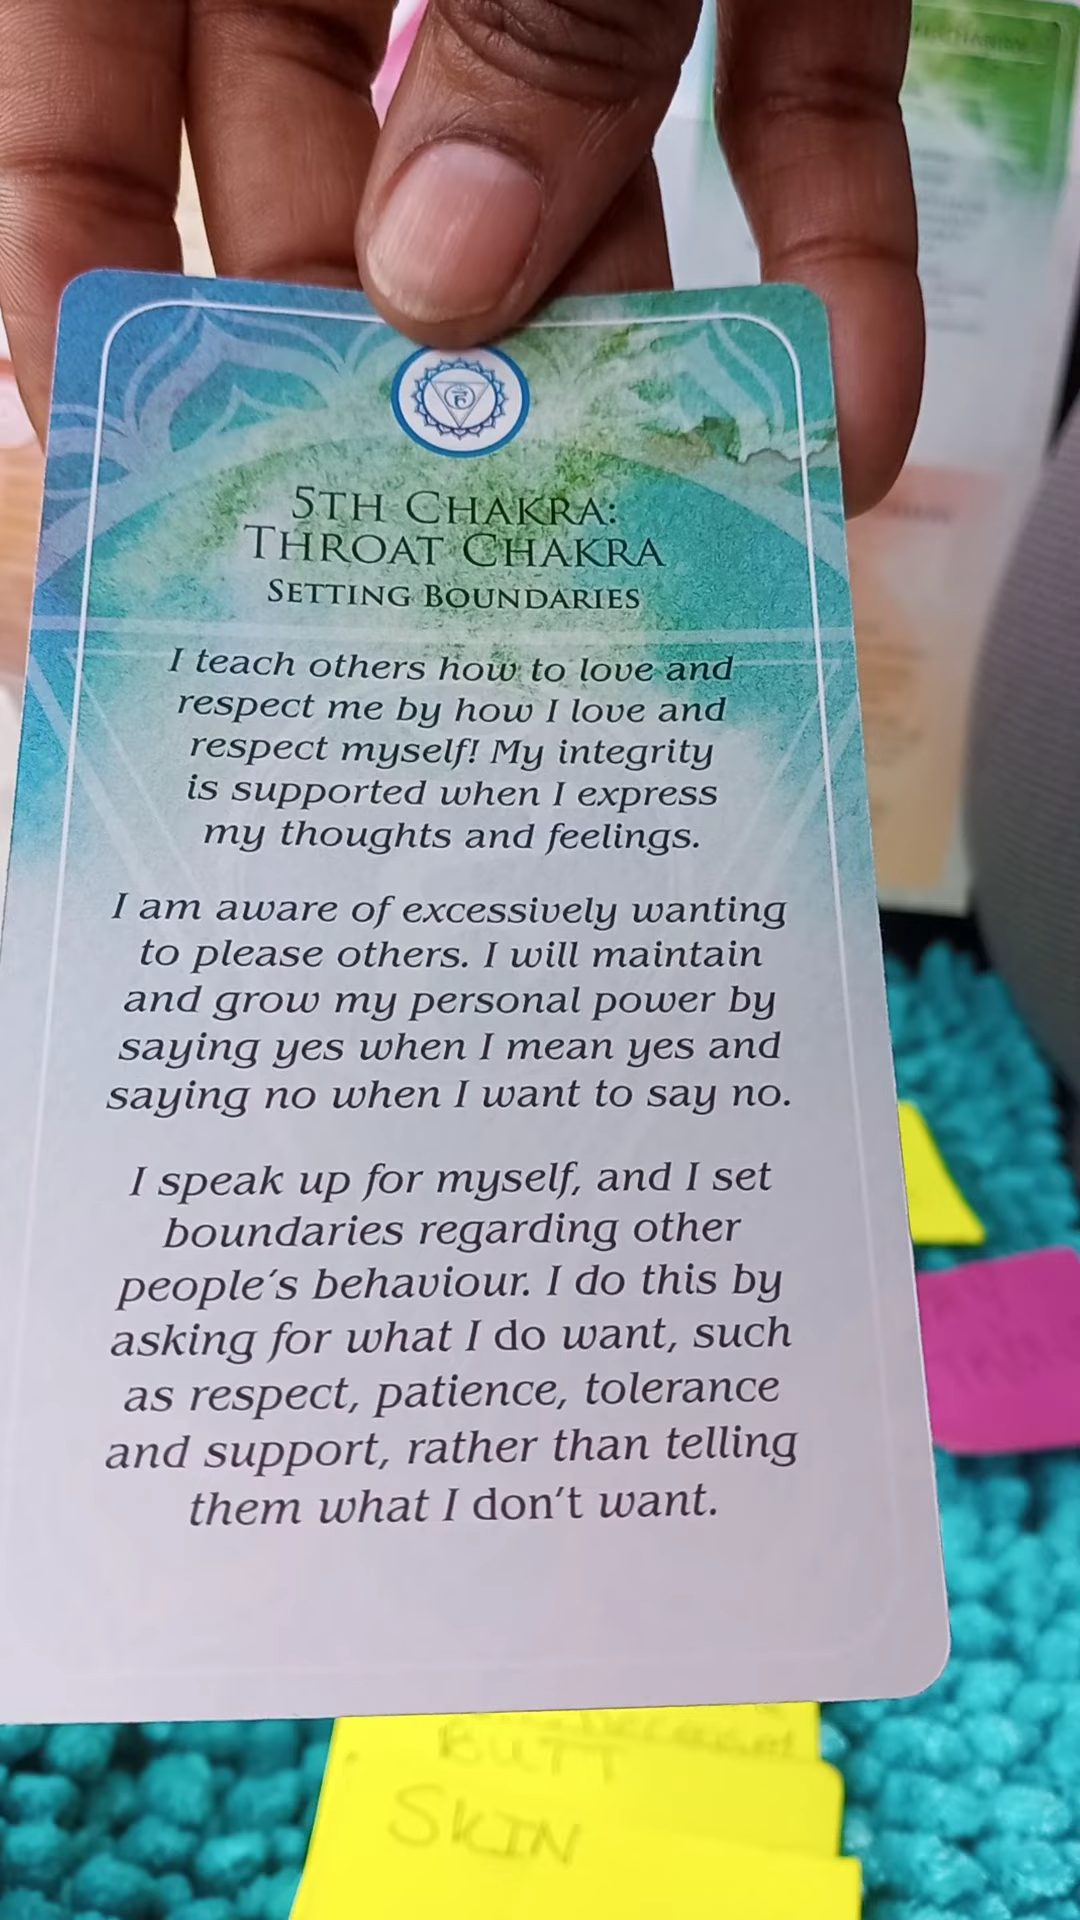 5TH CHAKRA:
THROAT CHAKRA
SETTING BOUNDARIES
I teach others how to love and
respect me by how I love and
respect myself! My integrity
is supported when I express
my thoughts and feelings.
I am aware of excessively wanting
to please others. I will maintain
and grow my personal power by
saying yes when I mean yes and
saying no when I want to say no.
I speak up for myself, and I set
boundaries regarding other
people's behaviour. I do this by
asking for what I do want, such
as respect, patience, tolerance
and support, rather than telling
them what I don't want.
BUTT
SKIN